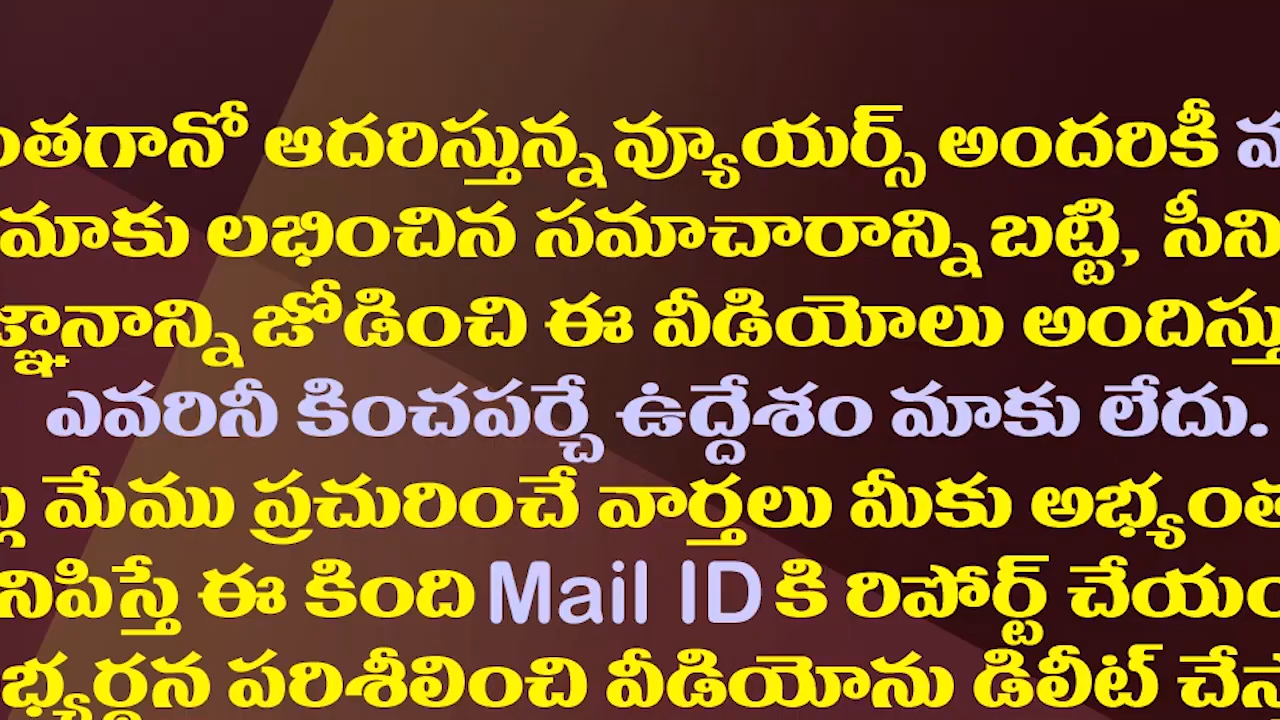 ంతగానో ఆదరిస్తున్న వ్యూయర్స్ అందరికీ
మాకు లభించిన సమాచారాన్ని బట్టి, సీని
జ్ఞానాన్ని జోడించి ఈ వీడియోలు అందిస్తు
ఎవరినీ కించపర్చే ఉద్దేశం మాకు లేదు.
మేము ప్రచురించే వార్తలు మీకు అభ్యంత
నిపిస్తే ఈ కింది Mail ID కి రిపోర్ట్ చేయం
భ్యర్థన పరిశీలించి వీడియోను డిలీట్ చేస